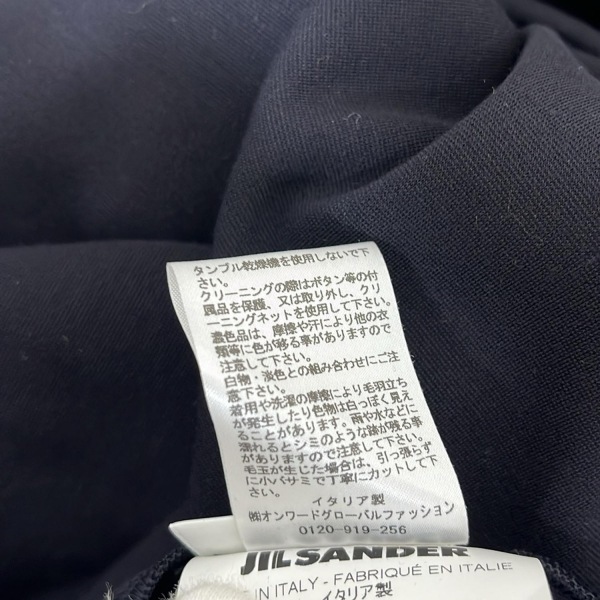 タンブル乾燥機を使用しないで下
さい。
クリーニングの際はボタン等の付
属品を保護、又は取り外し、クリ
ーニングネットを使用して下さい。
濃色品は、摩擦や汗により他の衣
類等に色が移る事がありますので
注意して下さい。
白物・淡色との組み合わせにご注
意下さい。
着用や洗濯の摩擦により毛羽立ち
が発生したり色物は白っぽく見え
ることがあります。雨や水などに
濡れるとシミのような跡が残る事
がありますので注意して下さい。
毛玉が生じた場合は、引っ張らず
に小バサミで丁寧にカットして下
さい。
イタリア製
㈱オンワードグローバルファッション
0120-919-256
JIL SANDER
IN ITALY - FABRIQUÉ EN ITALIE
イタリア製